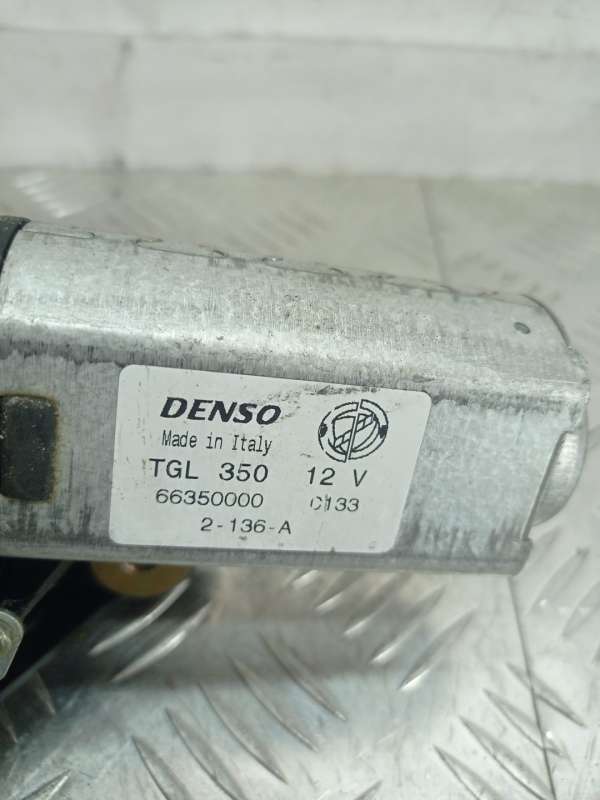 DENSO
Made in Italy
TGL 350 12 V
66350000 C133
2-136-A